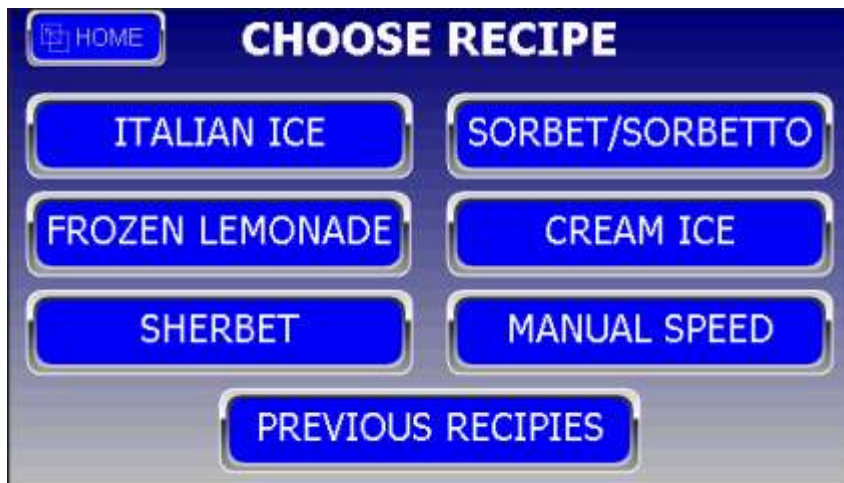 HOME
CHOOSE RECIPE
ITALIAN ICE
SORBET/SORBETTO
FROZEN LEMONADE
CREAM ICE
SHERBET
MANUAL SPEED
PREVIOUS RECIPIES